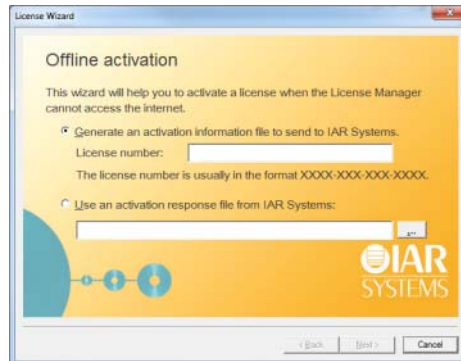 License Wizard
Offline activation
This wizard will help you to activate a license when the License Manager
cannot access the internet.
Generate an activation information file to send to IAR Systems.
License number:
The license number is usually in the format XXXX-XXX-XXX-XXXX.
Use an activation response file from IAR Systems:
...
IAR
SYSTEMS
< Back
Next >
Cancel